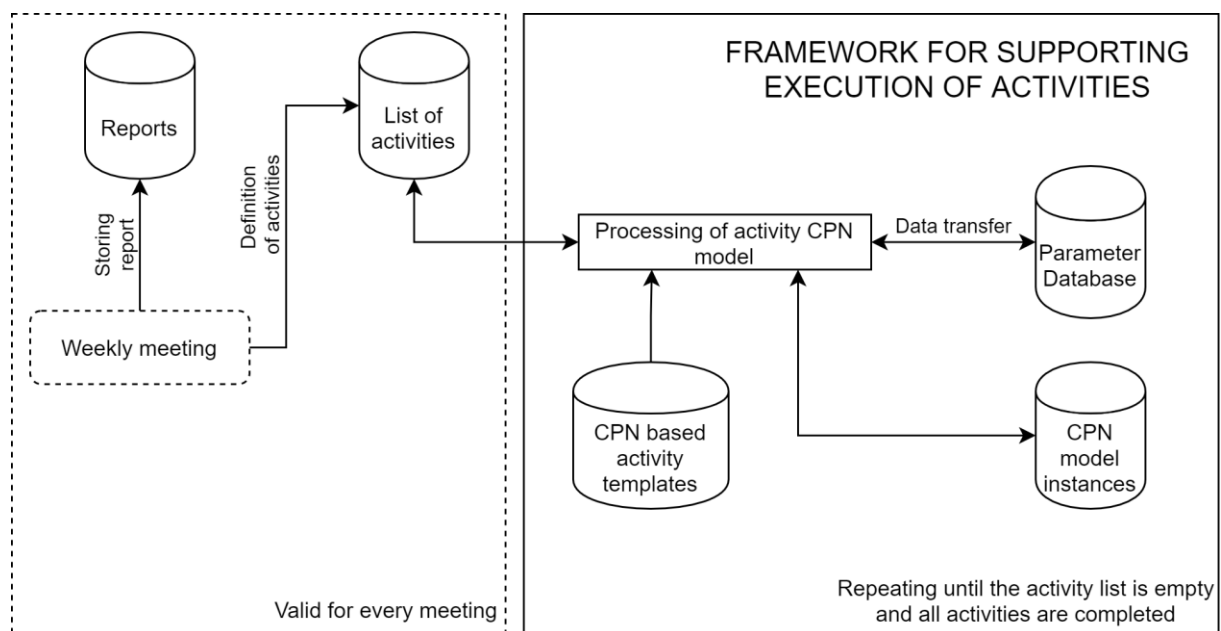 FRAMEWORK FOR SUPPORTING
EXECUTION OF ACTIVITIES
Reports
List of
activities
Storing
report
Definition
of activities
Weekly meeting
Processing of activity CPN
model
Data transfer
Parameter
Database
CPN based
activity
templates
CPN
model
instances
Valid for every meeting
Repeating until the activity list is empty
and all activities are completed